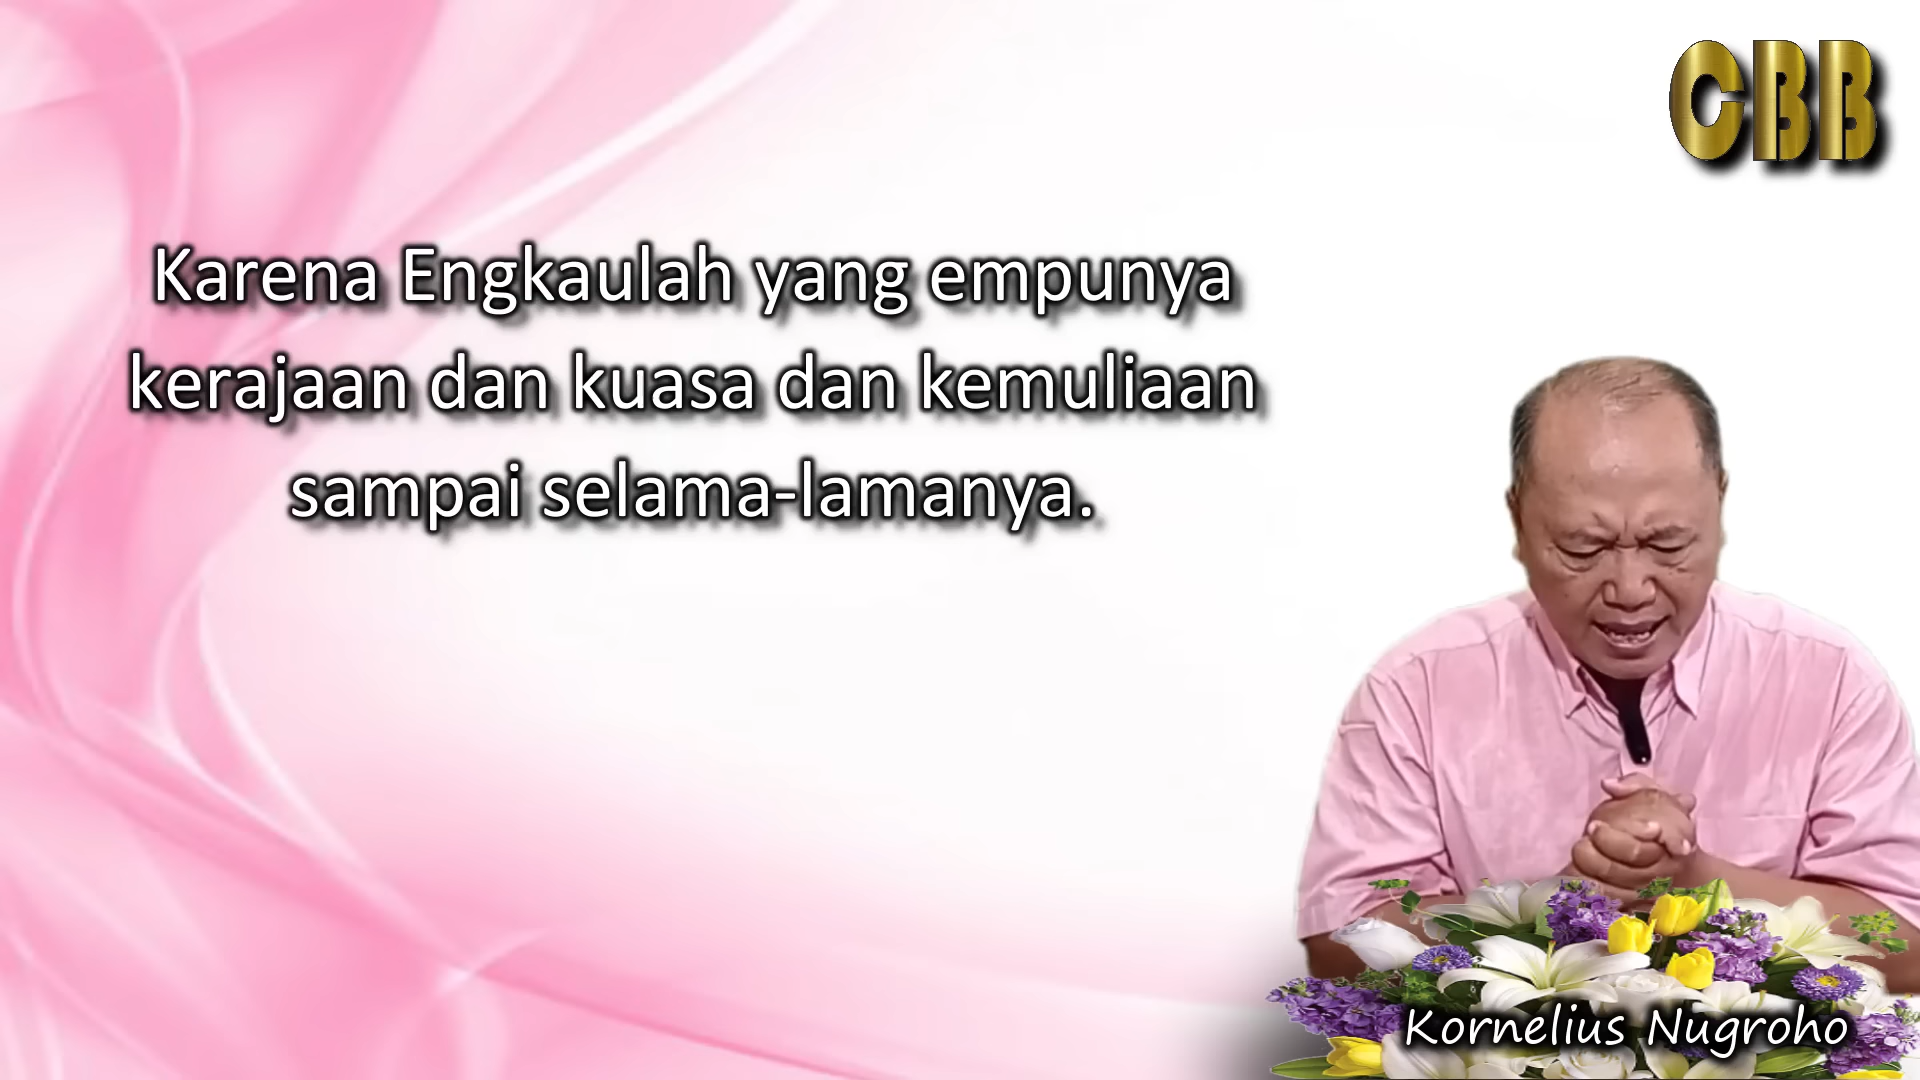 CBB
Karena Engkaulah yang empunya
kerajaan dan kuasa dan kemuliaan
sampai selama-lamanya.
Kornelius Nugroho